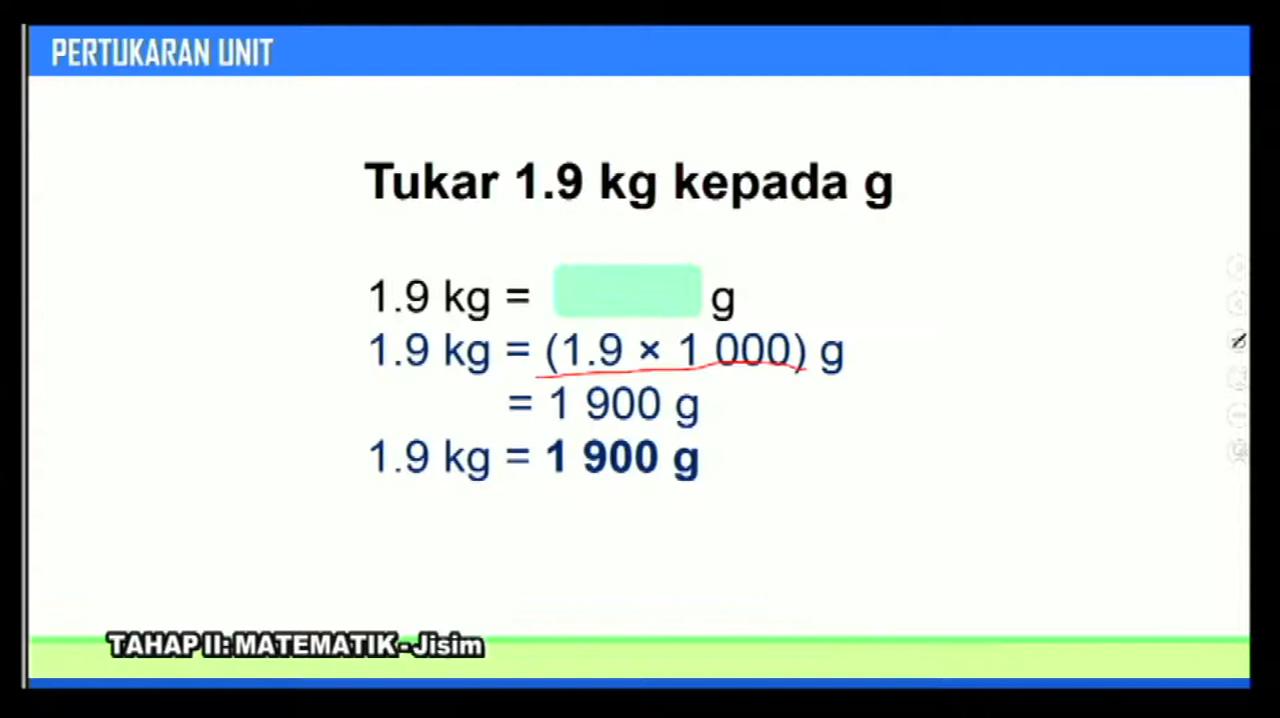 PERTUKARAN UNIT
Tukar 1.9 kg kepada g
1.9 kg = g
1.9 kg = (1.9 × 1 000) g
= 1 900 g
1.9 kg = 1 900 g
TAHAP II: MATEMATIK - Jisim